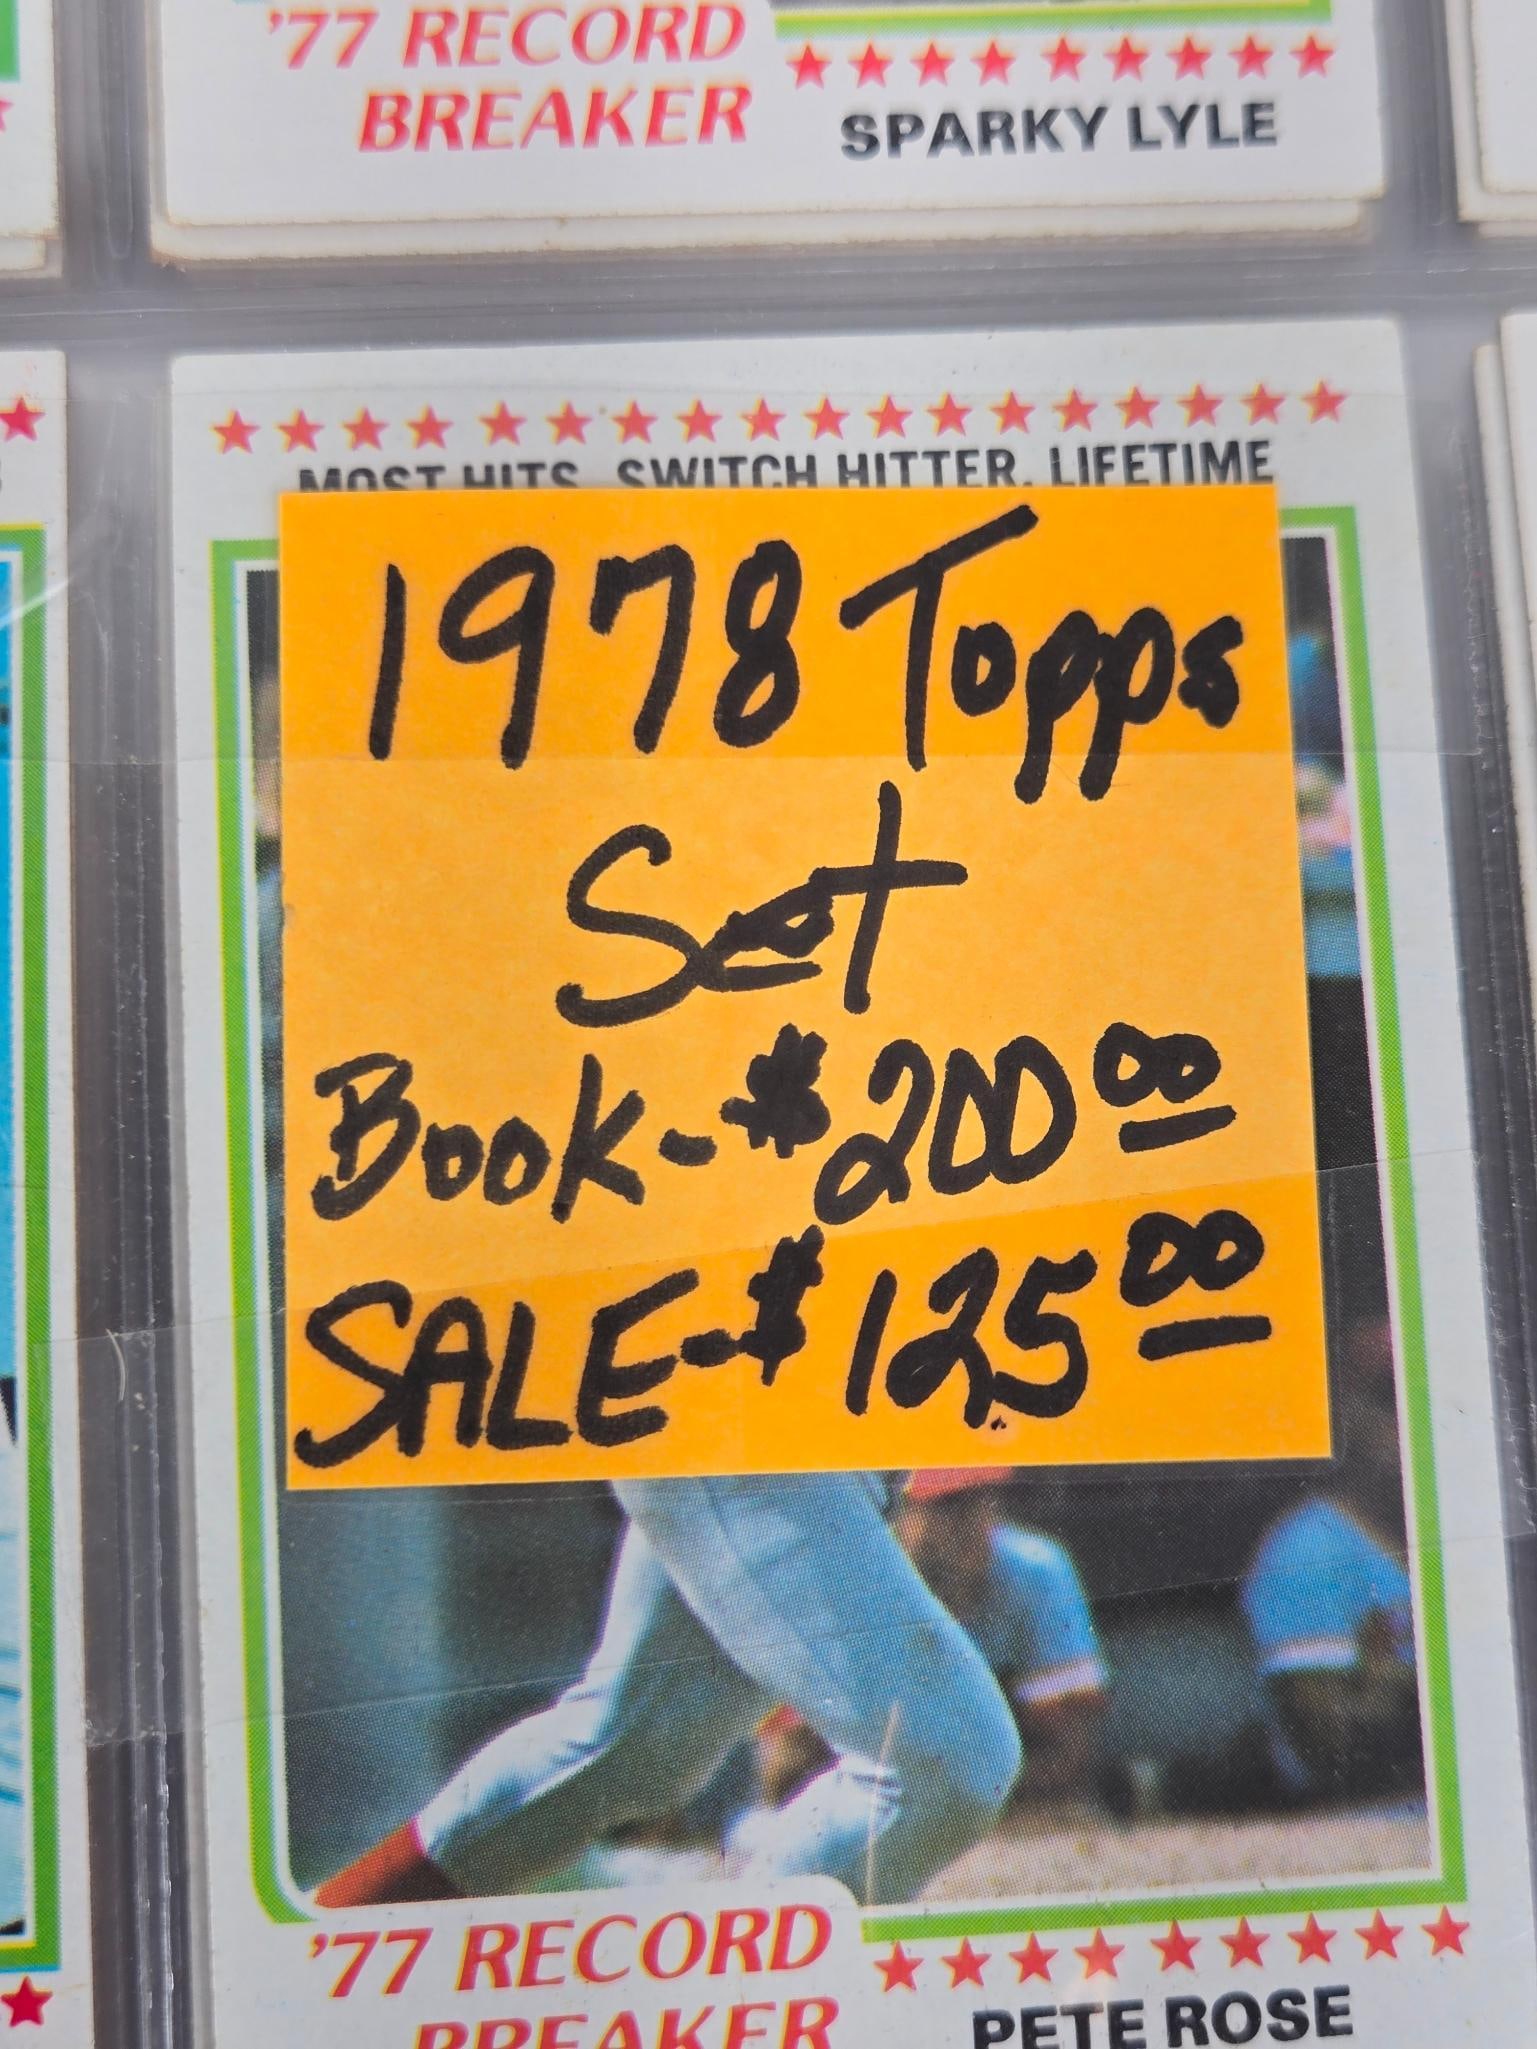 '77 RECORD
BREAKER
SPARKY LYLE
MOST HITS, SWITCH HITTER, LIFETIME
1978 Topps
Set
Book-$200.00
SALE-$125.00
'77 RECORD
BREAKER
PETE ROSE